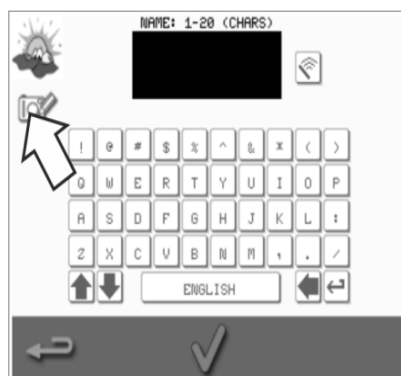 NAME: 1-20 (CHARS)
! @ # $ % ^ & * ( )
Q W E R T Y U I O P
A S D F G H J K L :
Z X C V B N M , . /
ENGLISH